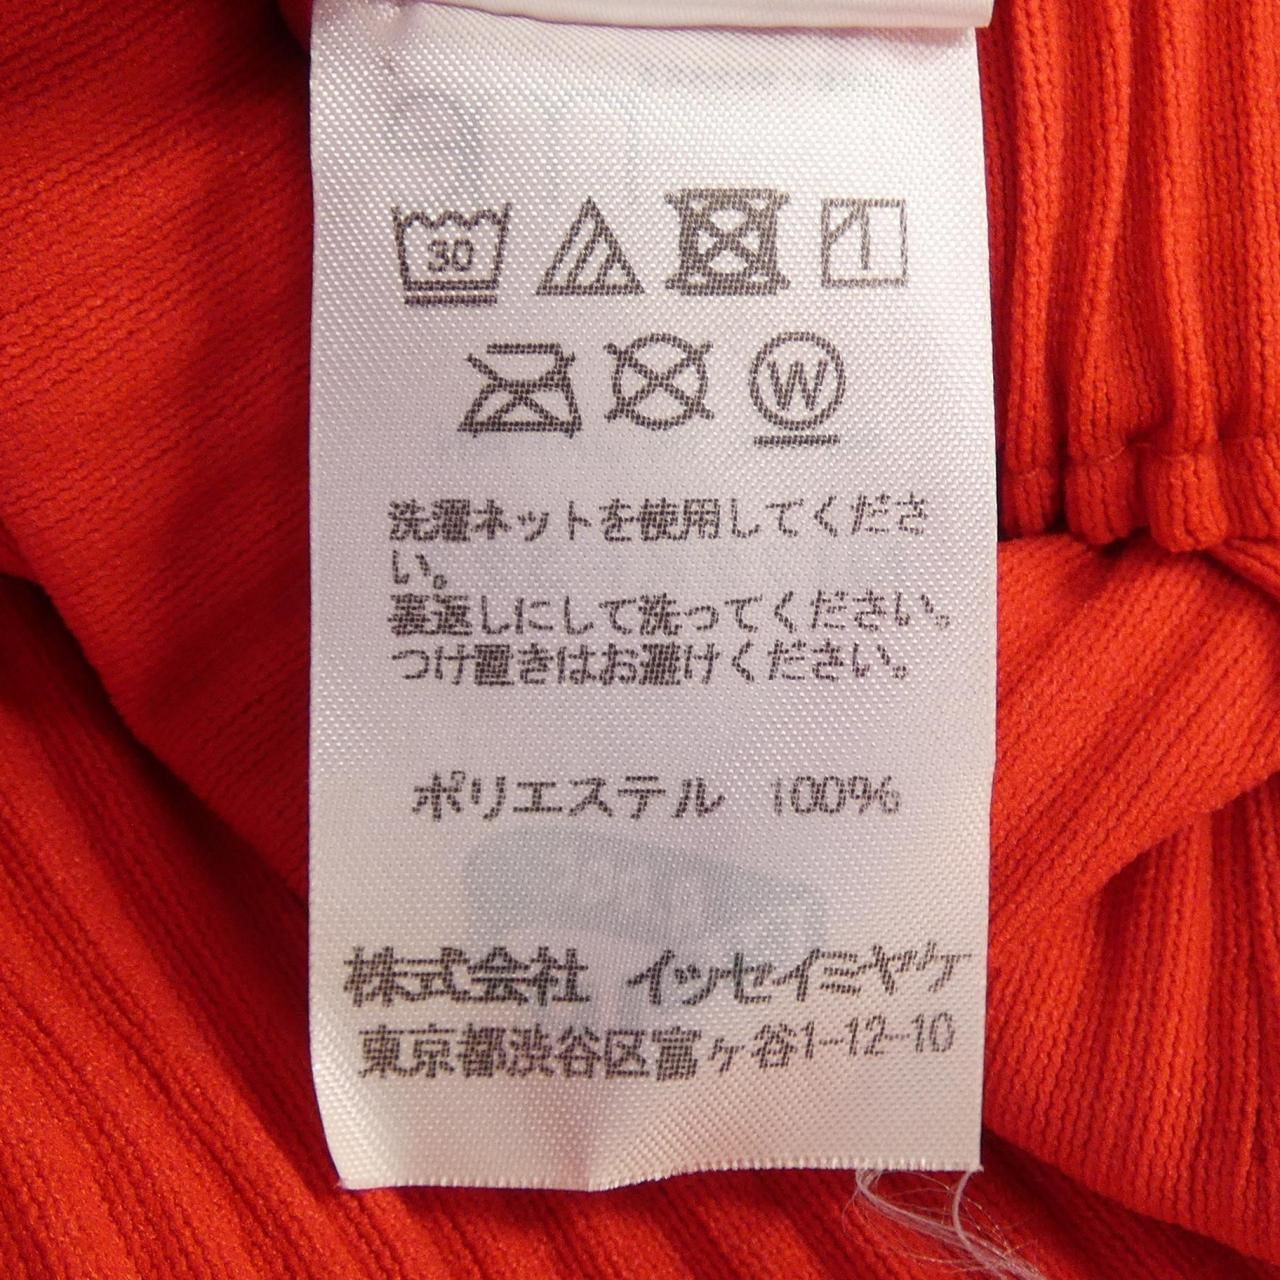 30
W
洗濯ネットを使用してくださ
い。
裏返しにして洗ってください。
つけ置きはお避けください。
ポリエステル 100%
株式会社 イッセイミヤケ
東京都渋谷区富ヶ谷1-12-10